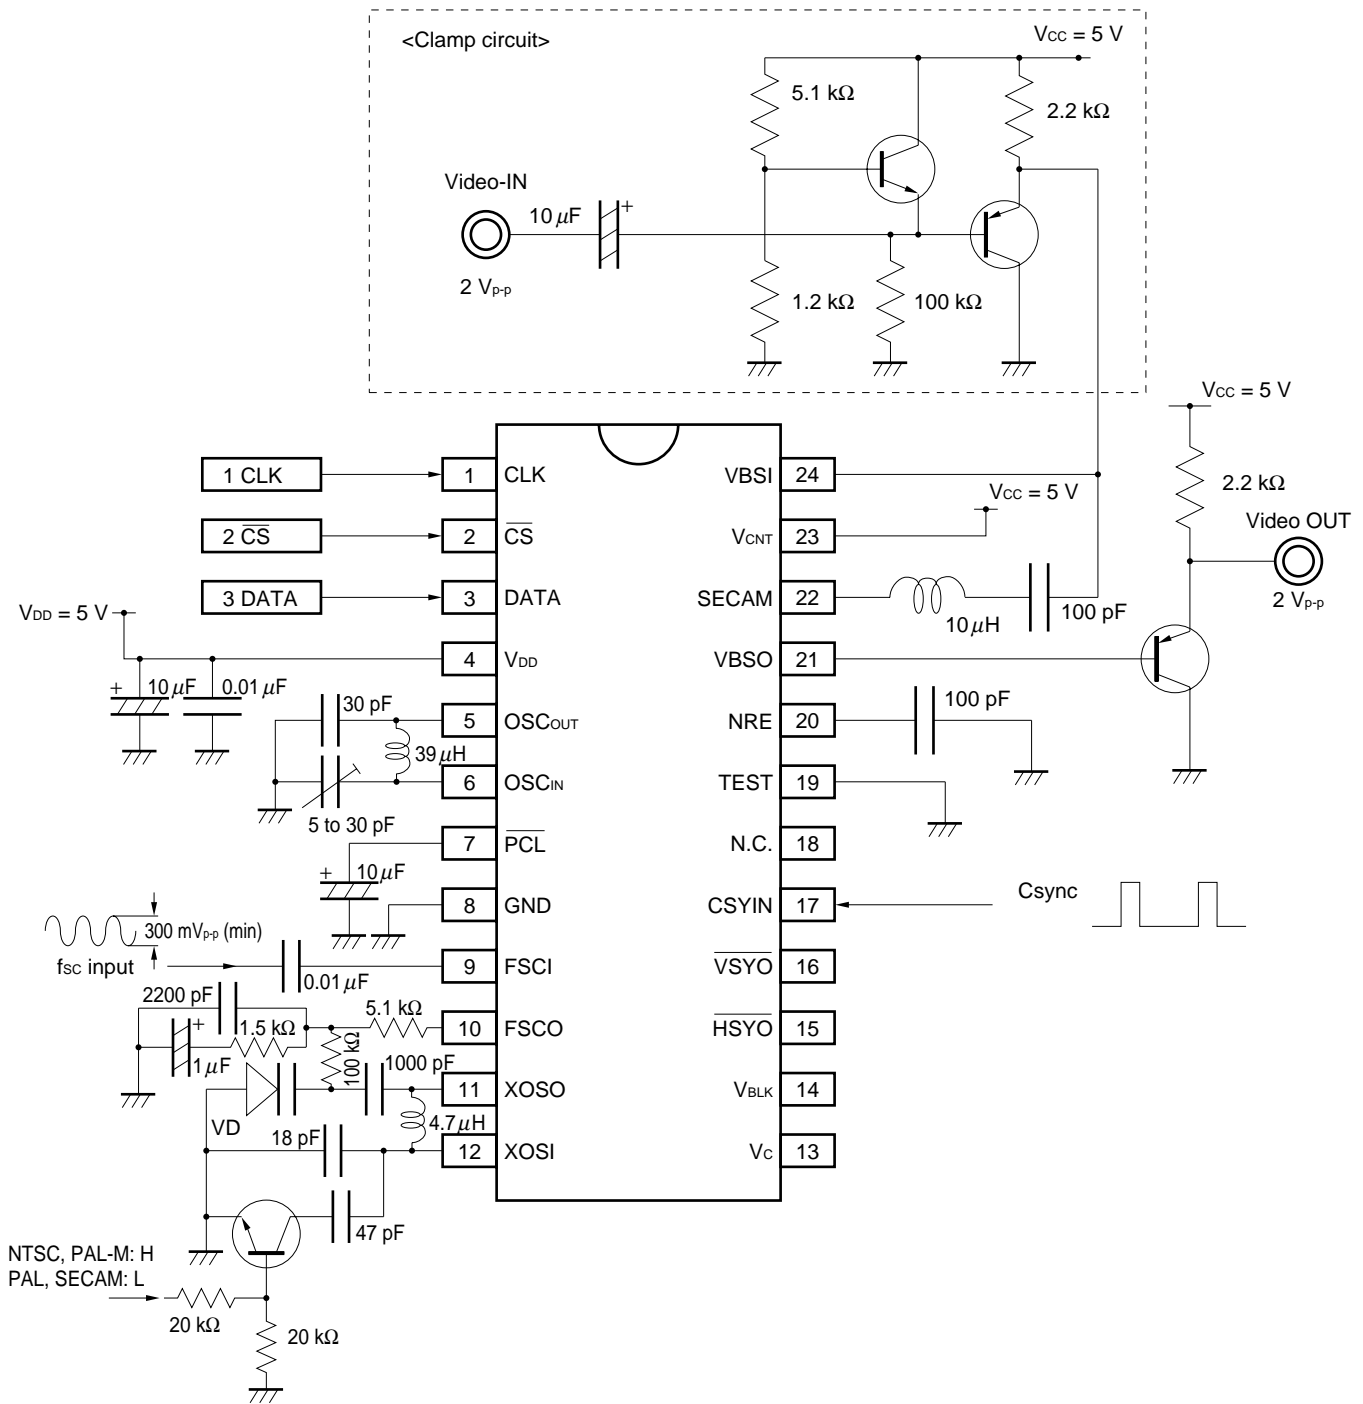 <Clamp circuit>
VCC = 5 V
5.1 kΩ
2.2 kΩ
Video-IN
10 µF
+
2 Vp-p
1.2 kΩ
100 kΩ
VCC = 5 V
2.2 kΩ
Video OUT
2 Vp-p
1 CLK
1
CLK
VBSI
24
VCC = 5 V
2 CS
2
CS
VCNT
23
3 DATA
3
DATA
SECAM
22
10 µH
100 pF
VDD = 5 V
4
VDD
VBSO
21
+
10 µF
0.01 µF
30 pF
5
OSCOUT
NRE
20
100 pF
39 µH
6
OSCIN
TEST
19
5 to 30 pF
7
PCL
N.C.
18
+
10 µF
8
GND
CSYIN
17
Csync
300 mVp-p (min)
fSC input
0.01 µF
9
FSCI
VSYO
16
2200 pF
5.1 kΩ
+
1.5 kΩ
10
FSCO
HSYO
15
1 µF
100 kΩ
1000 pF
11
XOSO
VBLK
14
VD
4.7 µH
18 pF
12
XOSI
VC
13
47 pF
NTSC, PAL-M: H
PAL, SECAM: L
20 kΩ
20 kΩ